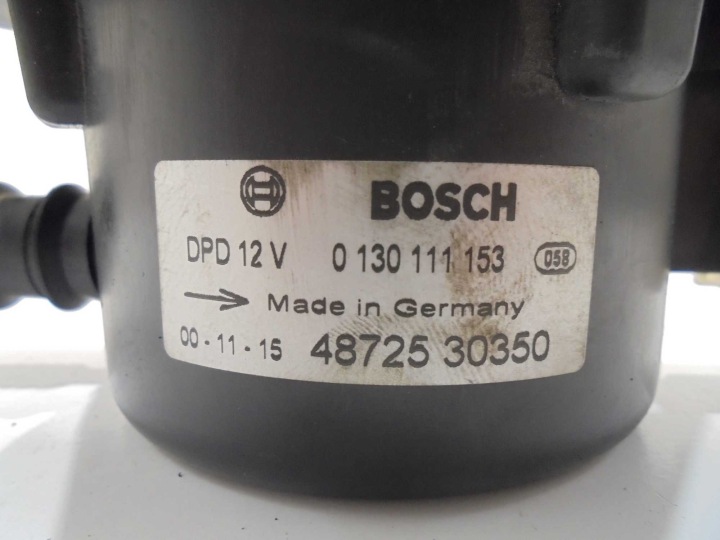 BOSCH
DPD 12 V 0 130 111 153 058
Made in Germany
00-11-15 48725 30350